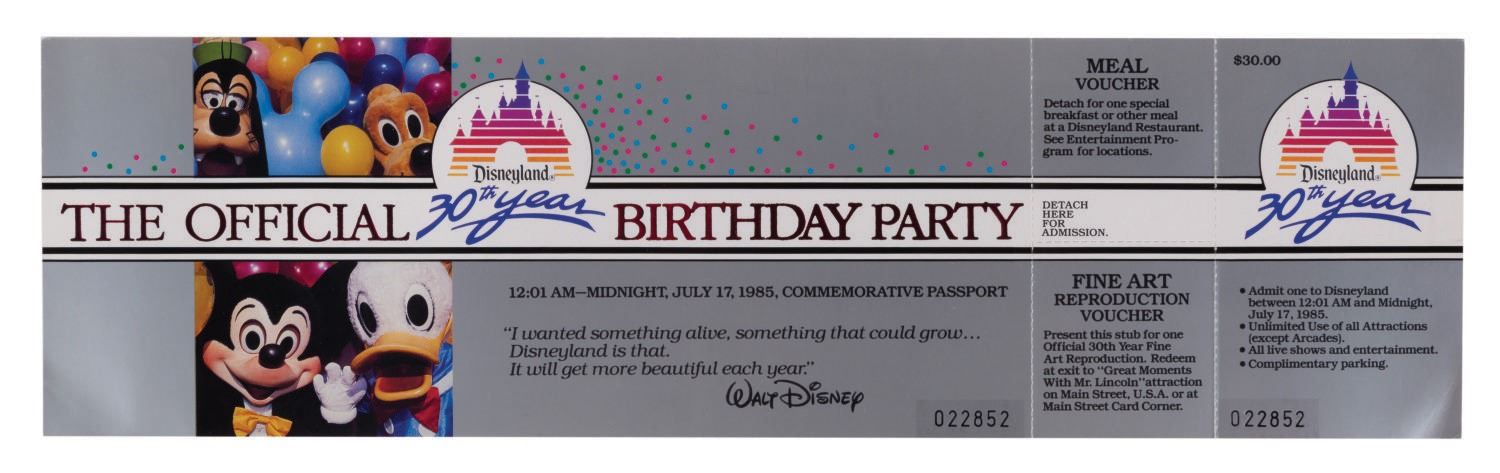 THE OFFICIAL
Disneyland®
30th year
BIRTHDAY PARTY
12:01 AM—MIDNIGHT, JULY 17, 1985, COMMEMORATIVE PASSPORT
“I wanted something alive, something that could grow...
Disneyland is that.
It will get more beautiful each year.”
WALT DISNEY
022852
MEAL
VOUCHER
Detach for one special
breakfast or other meal
at a Disneyland Restaurant.
See Entertainment Pro-
gram for locations.
DETACH
HERE
FOR
ADMISSION.
FINE ART
REPRODUCTION
VOUCHER
Present this stub for one
Official 30th Year Fine
Art Reproduction. Redeem
at exit to “Great Moments
With Mr. Lincoln” attraction
on Main Street, U.S.A. or at
Main Street Card Corner.
$30.00
Disneyland®
30th year
• Admit one to Disneyland
between 12:01 AM and Midnight,
July 17, 1985.
• Unlimited Use of all Attractions
(except Arcades).
• All live shows and entertainment.
• Complimentary parking.
022852